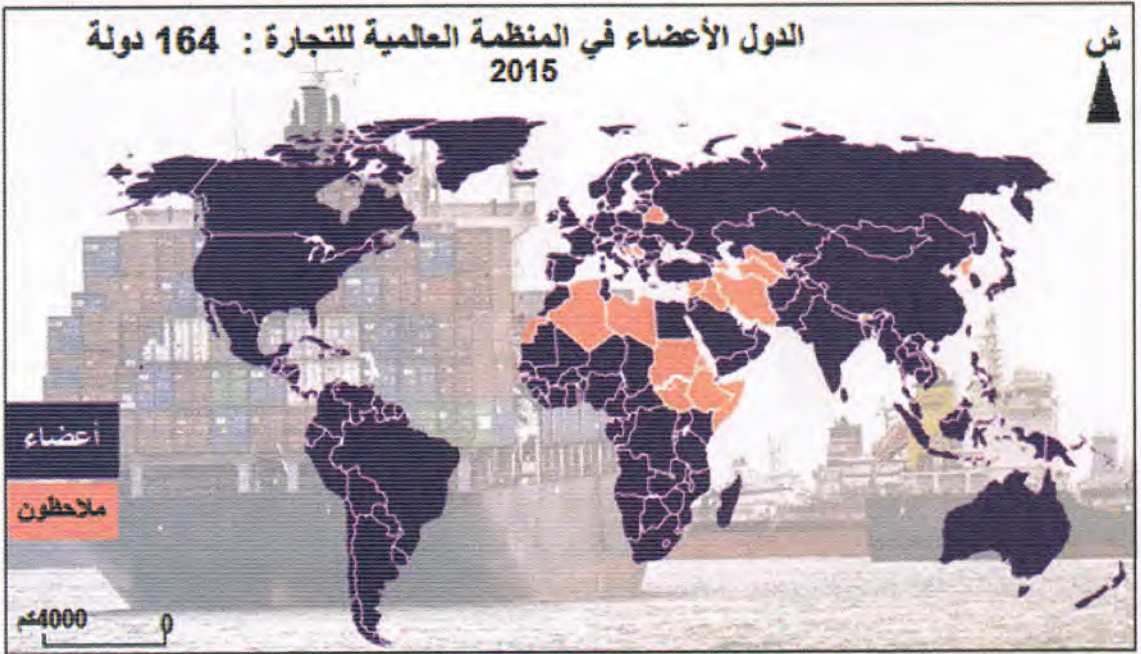 الدول الأعضاء في المنظمة العالمية للتجارة : 164 دولة
2015
ش
أعضاء
ملاحظون
4000كم
0